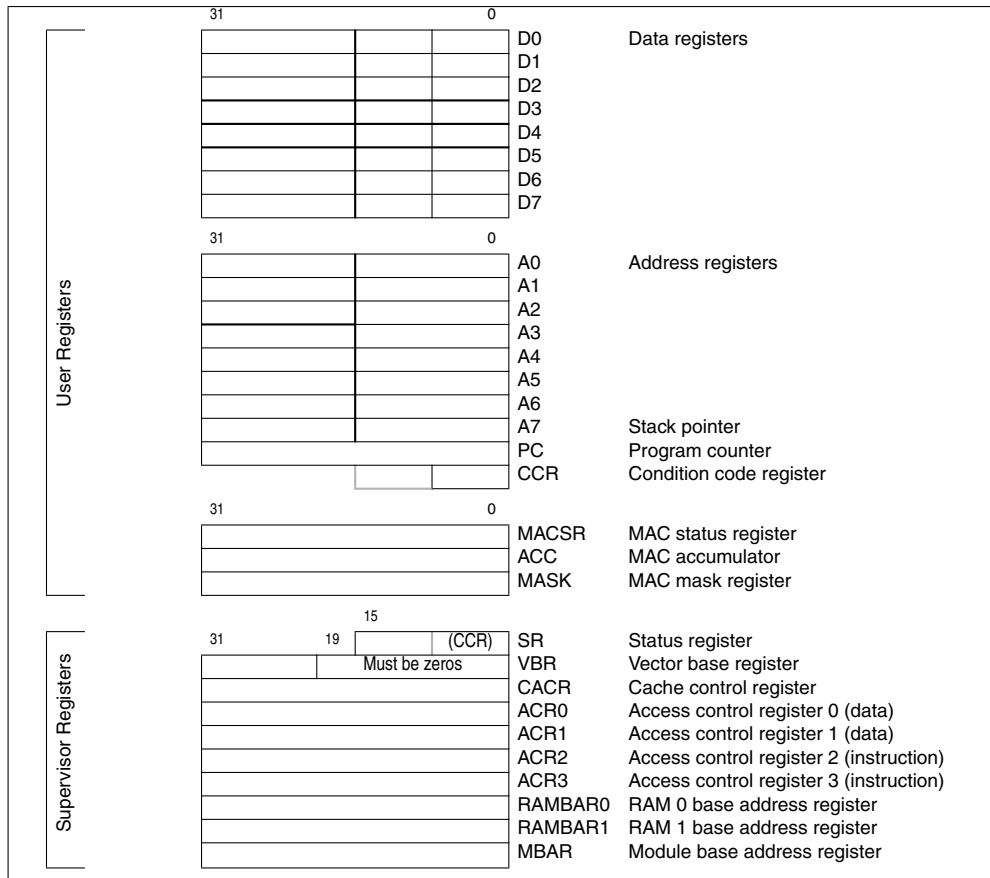 31 0
D0 Data registers
D1
D2
D3
D4
D5
D6
D7
31 0
A0 Address registers
A1
A2
A3
A4
A5
A6
A7 Stack pointer
PC Program counter
CCR Condition code register
31 0
MACSR MAC status register
ACC MAC accumulator
MASK MAC mask register
User Registers
15
31 19 (CCR) SR Status register
Must be zeros VBR Vector base register
CACR Cache control register
ACR0 Access control register 0 (data)
ACR1 Access control register 1 (data)
ACR2 Access control register 2 (instruction)
ACR3 Access control register 3 (instruction)
RAMBAR0 RAM 0 base address register
RAMBAR1 RAM 1 base address register
MBAR Module base address register
Supervisor Registers